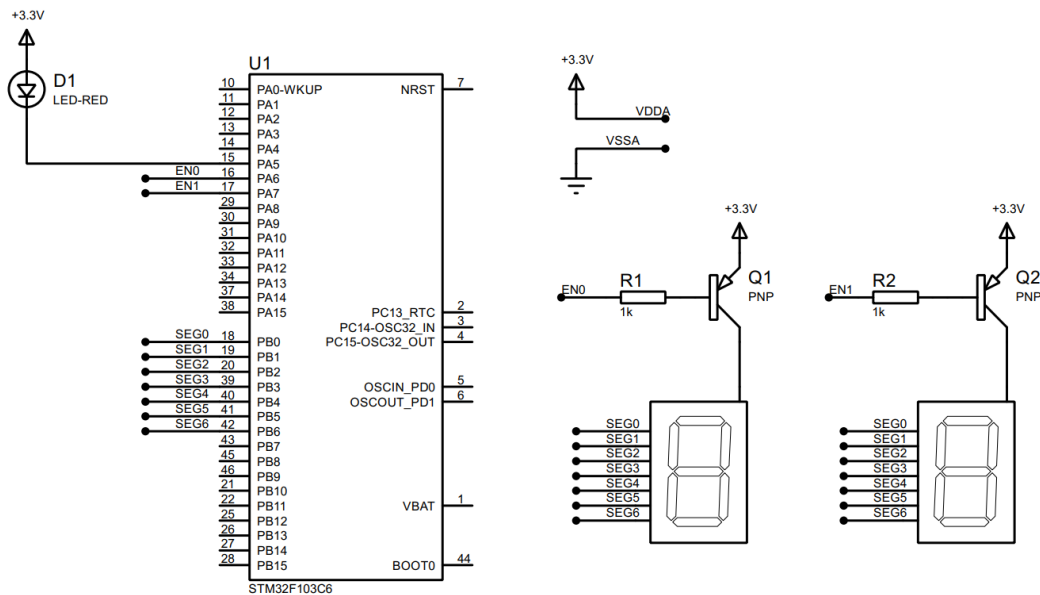 +3.3V
D1
LED-RED
U1
10 PA0-WKUP NRST 7
11 PA1
12 PA2
13 PA3
14 PA4
15 PA5
EN0 16 PA6
EN1 17 PA7
29 PA8
30 PA9
31 PA10
32 PA11
33 PA12
34 PA13
37 PA14
38 PA15
PC13_RTC 2
PC14-OSC32_IN 3
SEG0 18 PB0 PC15-OSC32_OUT 4
SEG1 19 PB1
SEG2 20 PB2
SEG3 39 PB3 OSCIN_PD0 5
SEG4 40 PB4 OSCOUT_PD1 6
SEG5 41 PB5
SEG6 42 PB6
43 PB7
45 PB8
46 PB9
21 PB10
22 PB11 VBAT 1
25 PB12
26 PB13
27 PB14
28 PB15 BOOT0 44
STM32F103C6
+3.3V
VDDA
VSSA
+3.3V
EN0
R1
1k
Q1
PNP
SEG0
SEG1
SEG2
SEG3
SEG4
SEG5
SEG6
+3.3V
EN1
R2
1k
Q2
PNP
SEG0
SEG1
SEG2
SEG3
SEG4
SEG5
SEG6